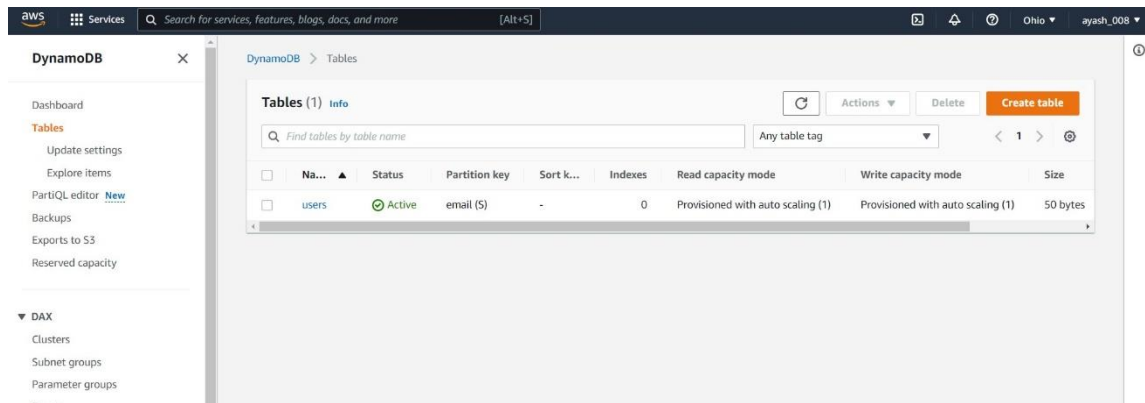 aws Services Search for services, features, blogs, docs, and more [Alt+S] Ohio ayash_008
DynamoDB
Dashboard
Tables
Update settings
Explore items
PartiQL editor New
Backups
Exports to S3
Reserved capacity
DAX
Clusters
Subnet groups
Parameter groups
DynamoDB > Tables
Tables (1) Info
Actions Delete Create table
Find tables by table name Any table tag < 1 >
Na... Status Partition key Sort k... Indexes Read capacity mode Write capacity mode Size
users Active email (S) - 0 Provisioned with auto scaling (1) Provisioned with auto scaling (1) 50 bytes